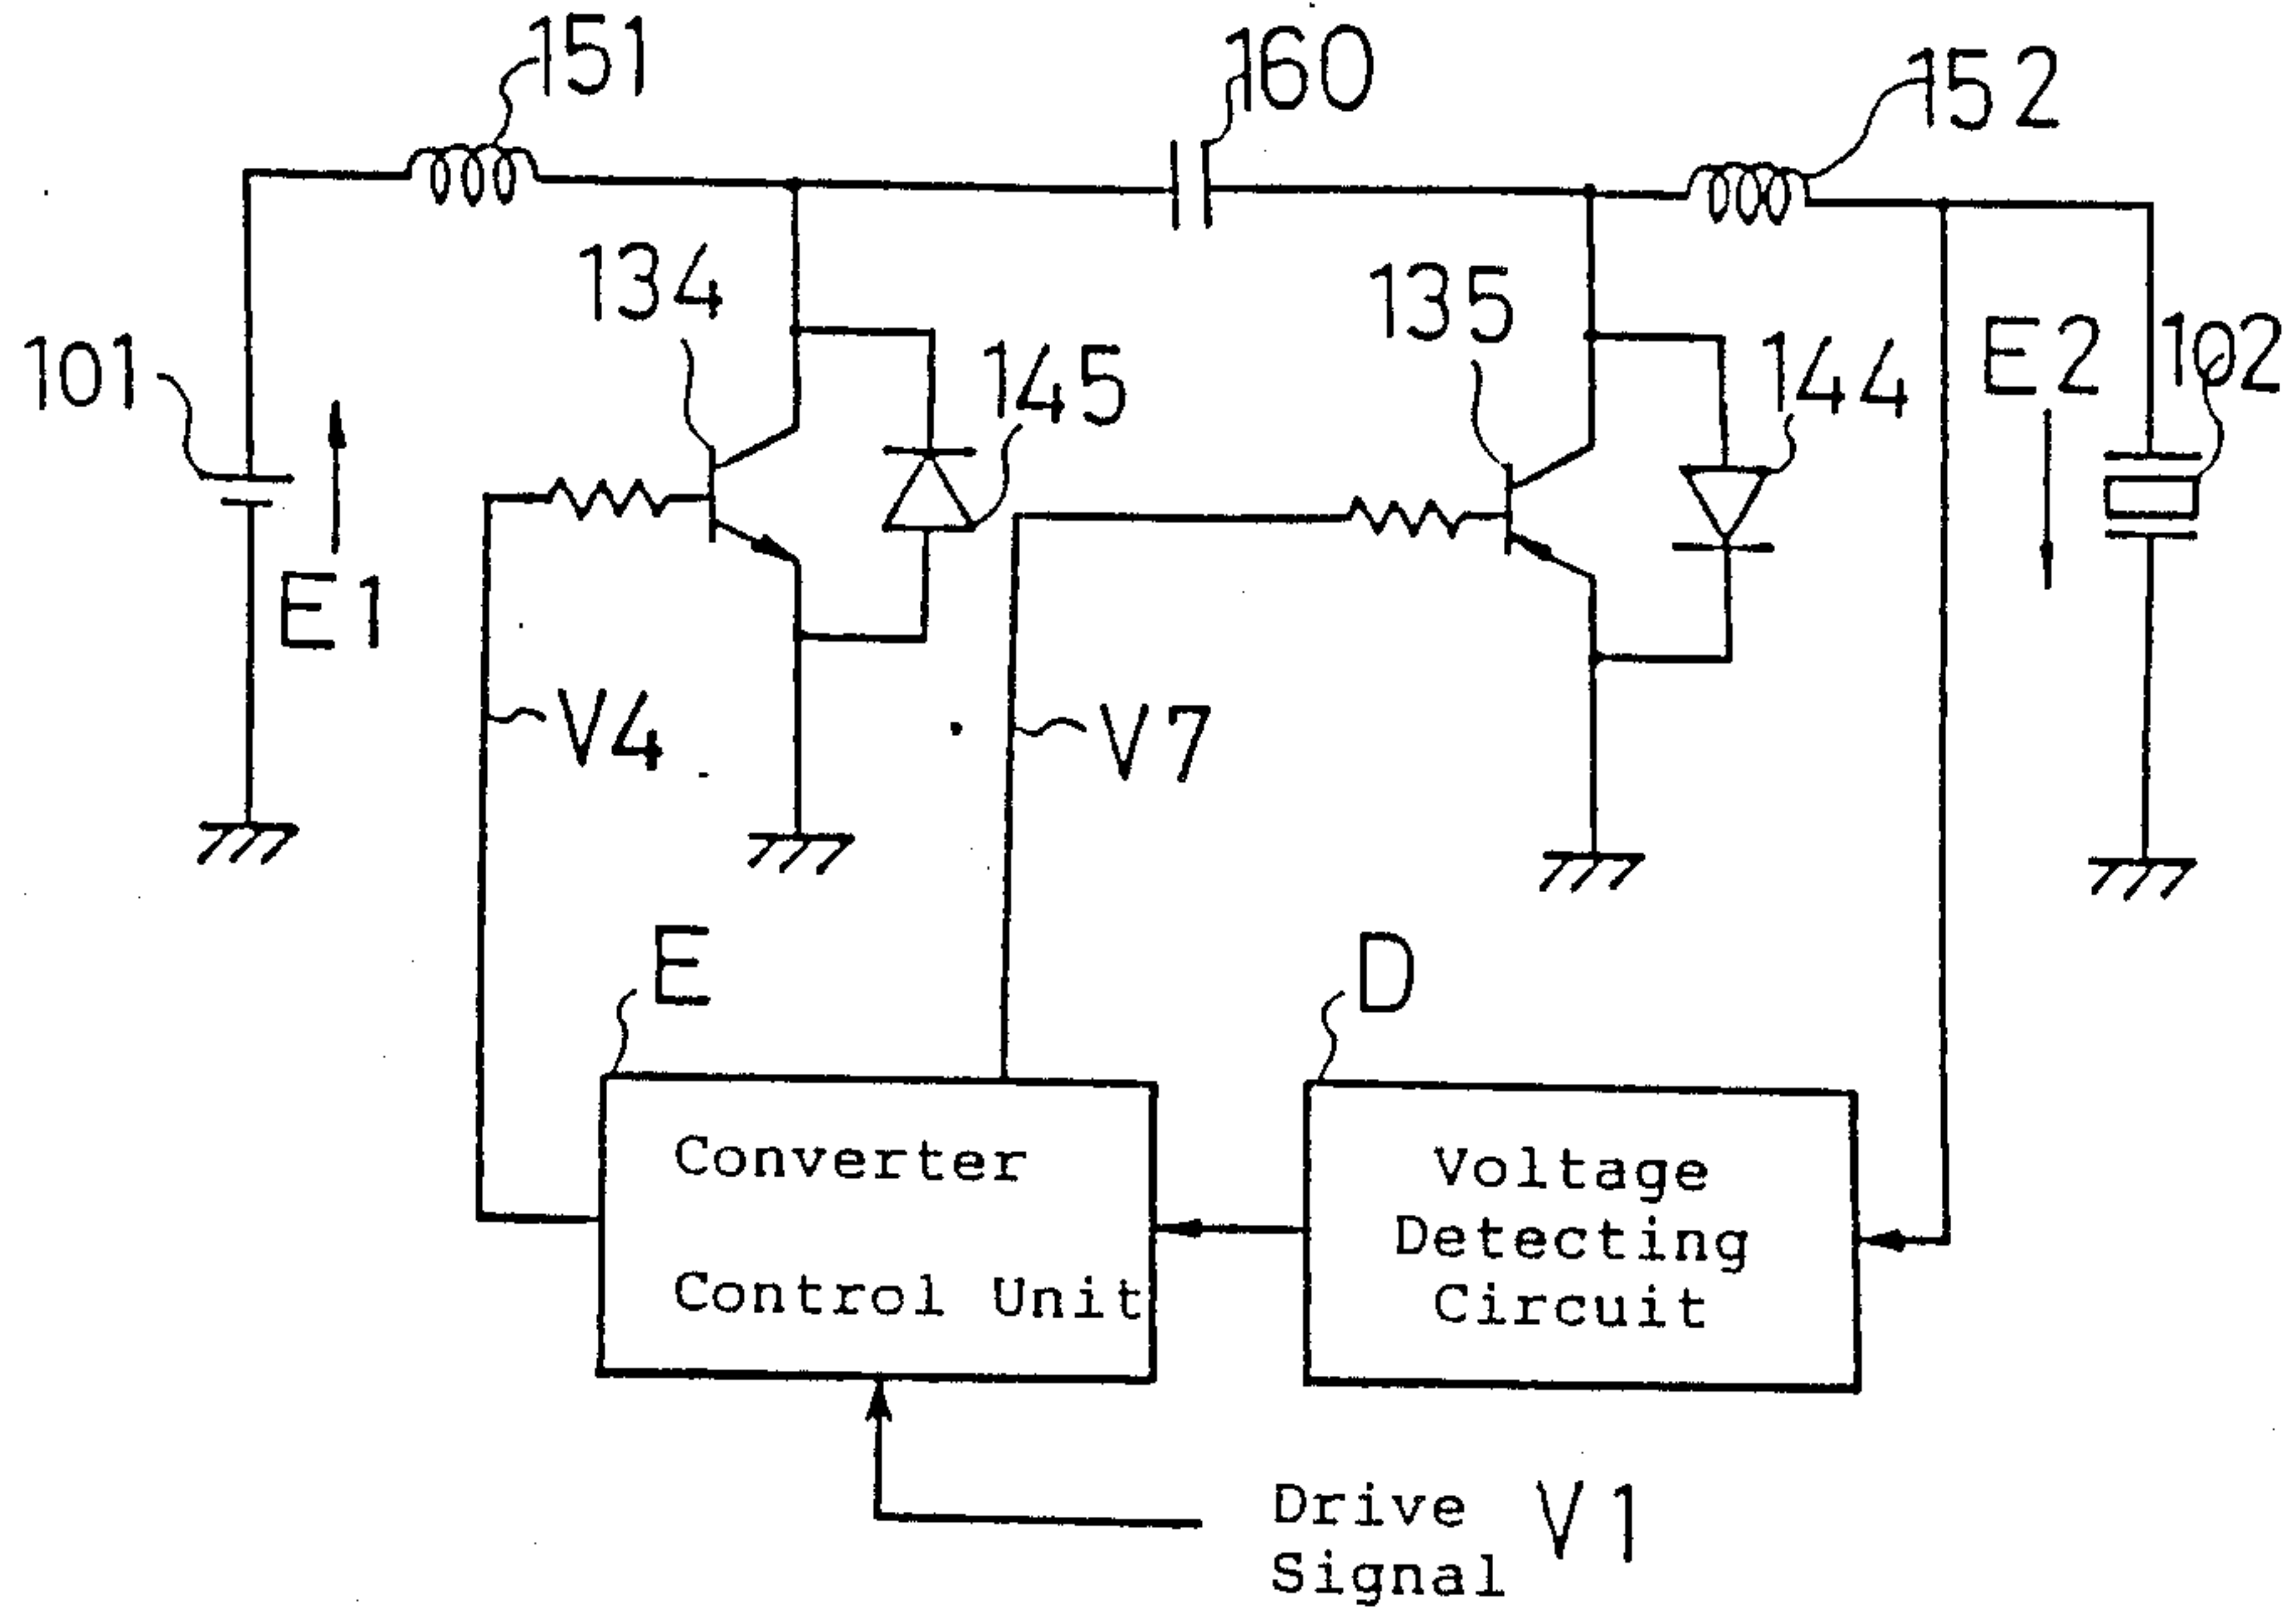 151
160
152
134
135
101
145
144
E2
102
E1
V4
V7
E
D
Converter
Control Unit
Voltage
Detecting
Circuit
Drive
Signal
V1